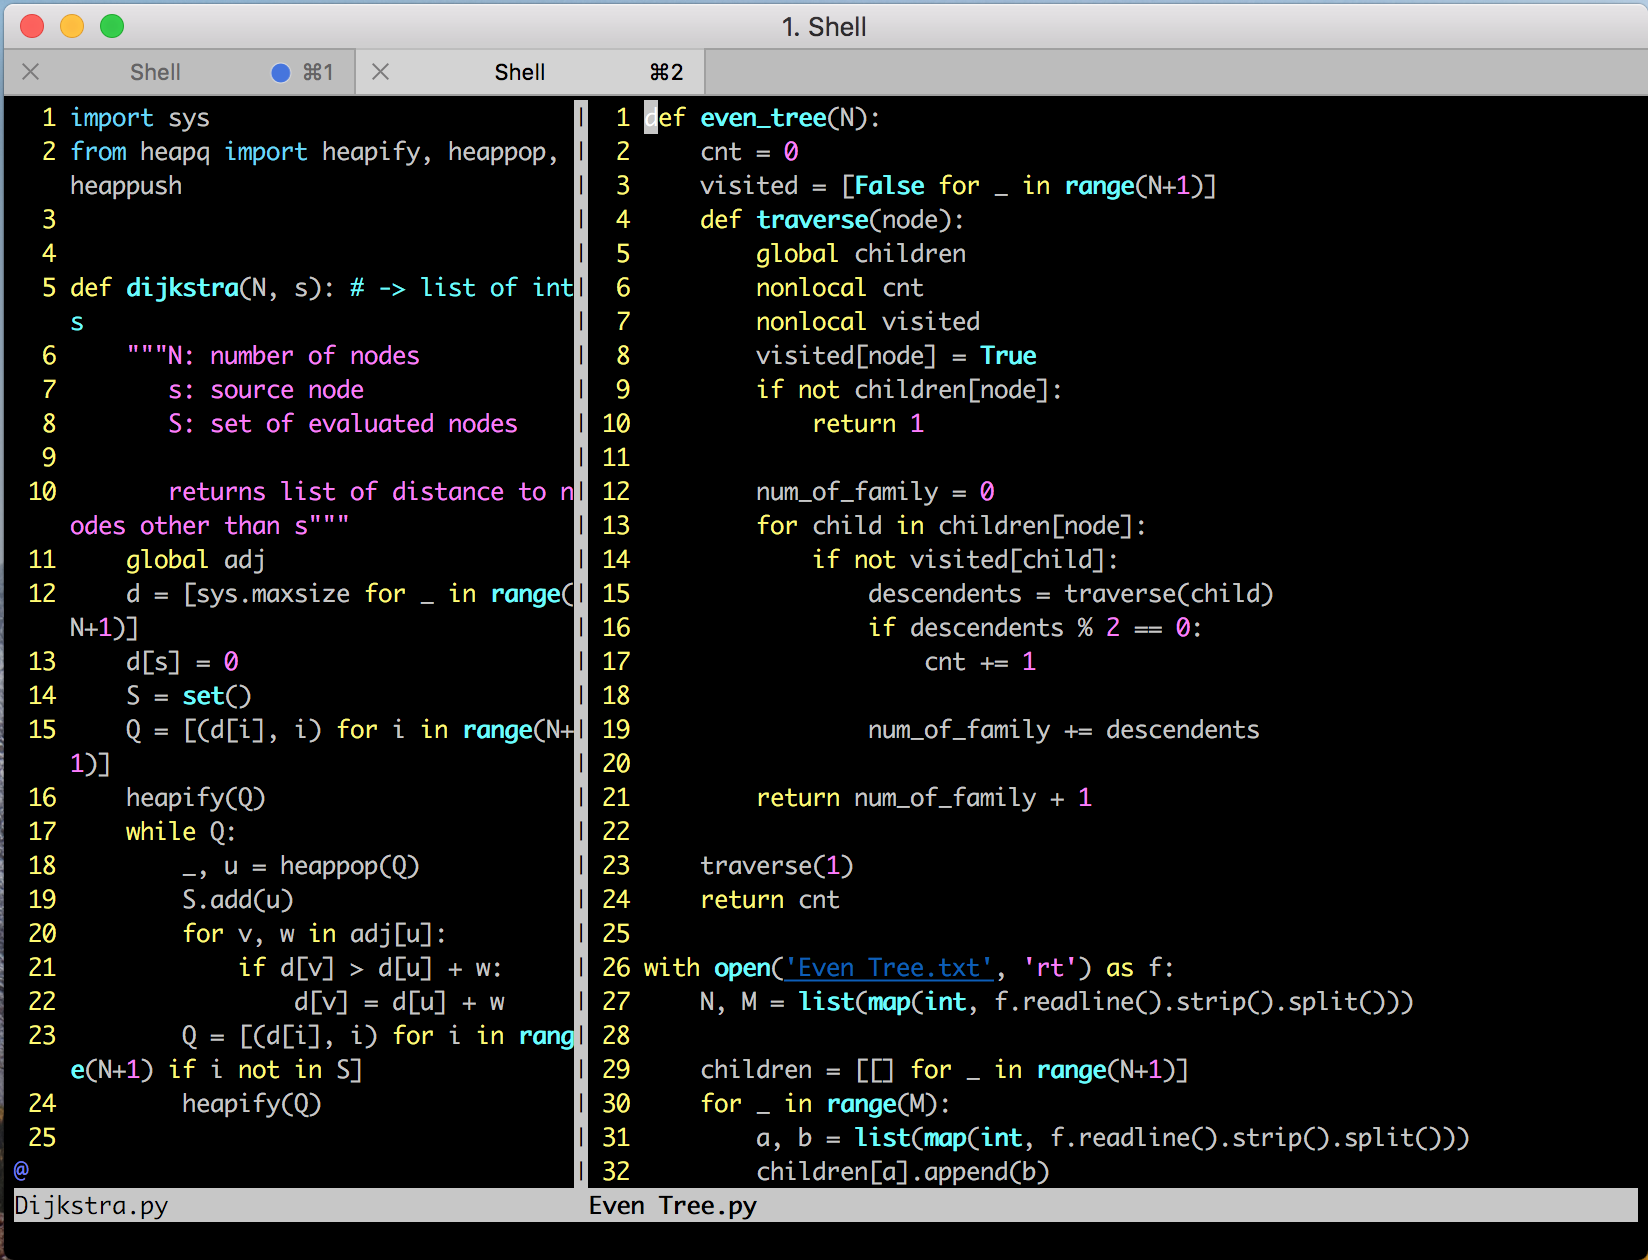 1. Shell
Shell ⌘1
Shell ⌘2
1 import sys
2 from heapq import heapify, heappop,
heappush
3
4
5 def dijkstra(N, s): # -> list of int
s
6     """N: number of nodes
7        s: source node
8        S: set of evaluated nodes
9
10        returns list of distance to n
odes other than s"""
11     global adj
12     d = [sys.maxsize for _ in range(
N+1)]
13     d[s] = 0
14     S = set()
15     Q = [(d[i], i) for i in range(N+
1)]
16     heapify(Q)
17     while Q:
18         _, u = heappop(Q)
19         S.add(u)
20         for v, w in adj[u]:
21             if d[v] > d[u] + w:
22                 d[v] = d[u] + w
23         Q = [(d[i], i) for i in rang
e(N+1) if i not in S]
24         heapify(Q)
25
@
Dijkstra.py
1 def even_tree(N):
2     cnt = 0
3     visited = [False for _ in range(N+1)]
4     def traverse(node):
5         global children
6         nonlocal cnt
7         nonlocal visited
8         visited[node] = True
9         if not children[node]:
10             return 1
11
12         num_of_family = 0
13         for child in children[node]:
14             if not visited[child]:
15                 descendents = traverse(child)
16                 if descendents % 2 == 0:
17                     cnt += 1
18
19                 num_of_family += descendents
20
21         return num_of_family + 1
22
23     traverse(1)
24     return cnt
25
26 with open('Even Tree.txt', 'rt') as f:
27     N, M = list(map(int, f.readline().strip().split()))
28
29     children = [[] for _ in range(N+1)]
30     for _ in range(M):
31         a, b = list(map(int, f.readline().strip().split()))
32         children[a].append(b)
Even Tree.py